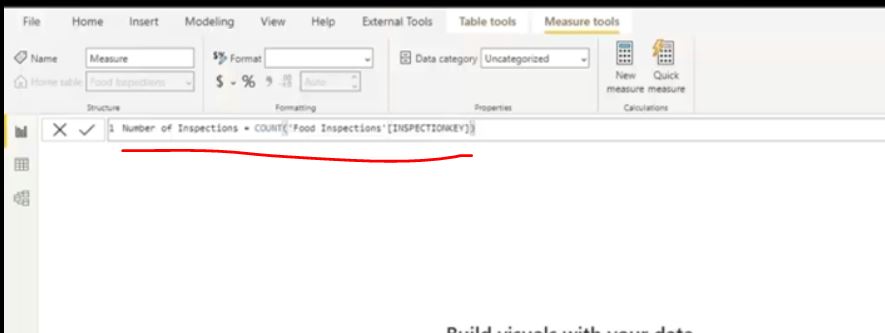 File Home Insert Modeling View Help External Tools Table tools Measure tools
Name Measure $% Format Data category Uncategorized New measure Quick measure
Home table Food Inspections $ % Auto
Structure Formatting Properties Calculations
1 Number of Inspections = COUNT('Food Inspections'[INSPECTIONKEY])
Build visuals with your data